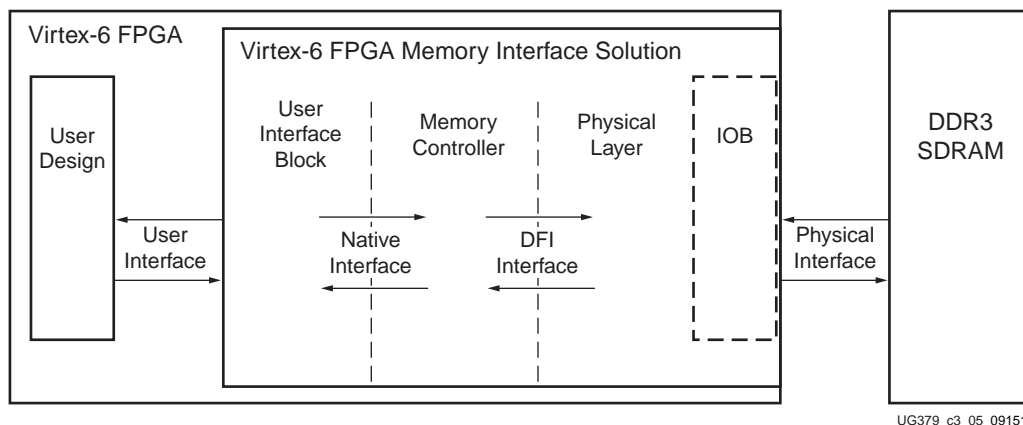 Virtex-6 FPGA
Virtex-6 FPGA Memory Interface Solution
User
Design
User
Interface
Block
Memory
Controller
Physical
Layer
IOB
DDR3
SDRAM
User
Interface
Native
Interface
DFI
Interface
Physical
Interface
UG379_c3_05_09151